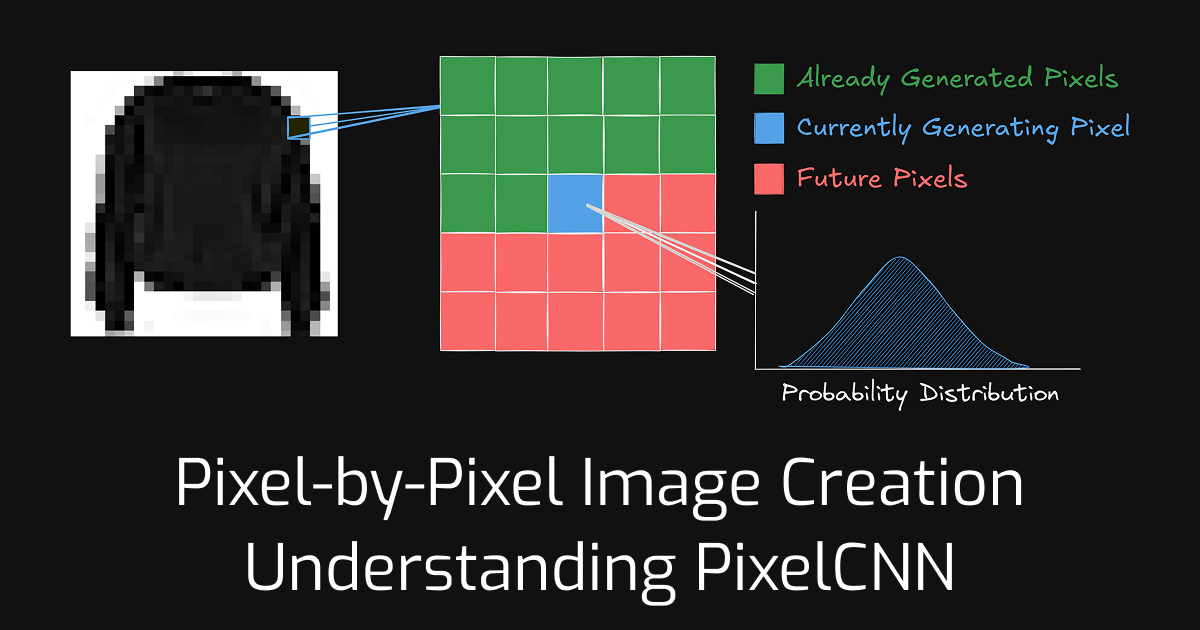 Already Generated Pixels
Currently Generating Pixel
Future Pixels
Probability Distribution
Pixel-by-Pixel Image Creation
Understanding PixelCNN